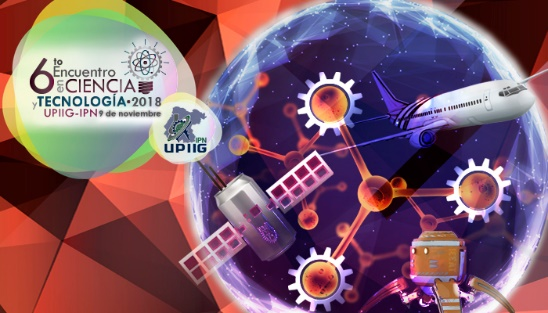 6to Encuentro
en CIENCIA
y TECNOLOGÍA•2018
UPIIG-IPN 9 de noviembre
IPN
UPIIG